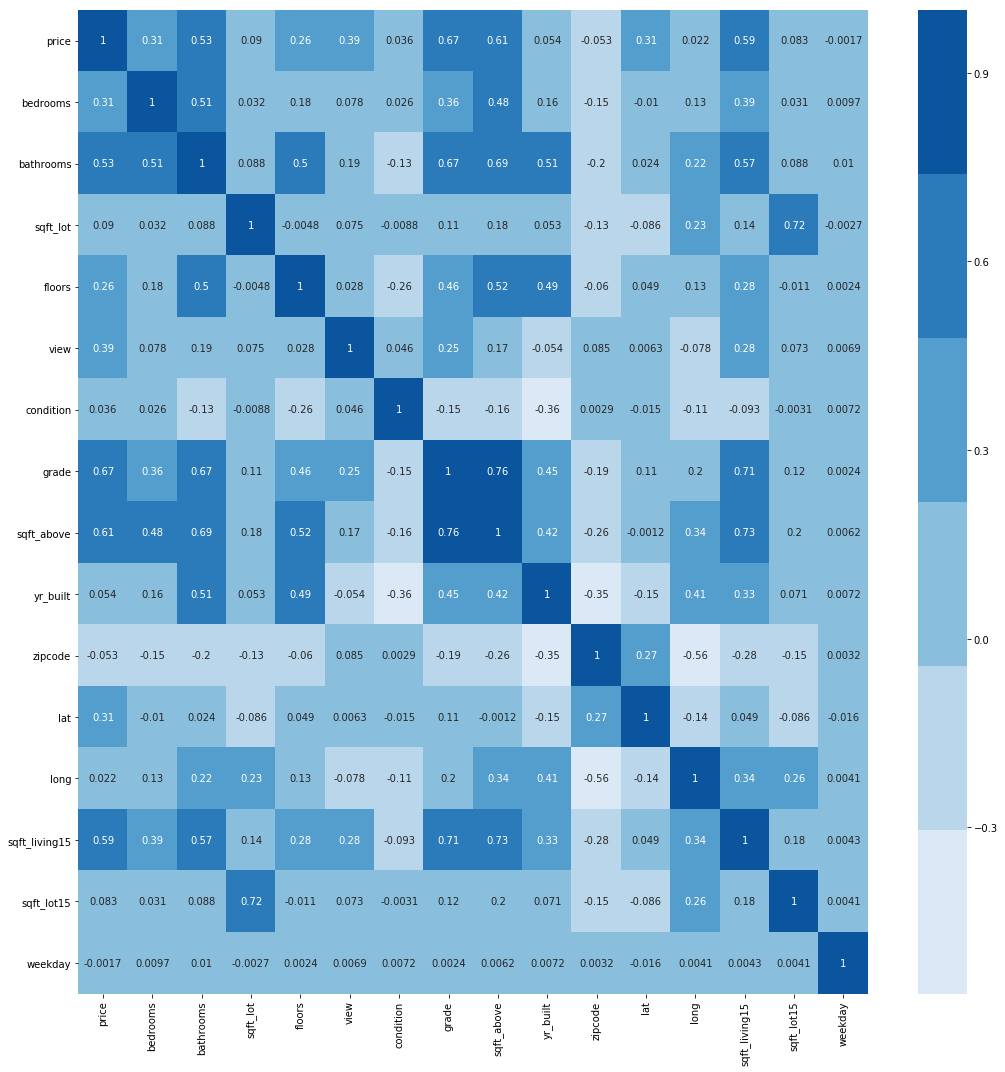 price 1 0.31 0.53 0.09 0.26 0.39 0.036 0.67 0.61 0.054 -0.053 0.31 0.022 0.59 0.083 -0.0017
bedrooms 0.31 1 0.51 0.032 0.18 0.078 0.026 0.36 0.48 0.16 -0.15 -0.01 0.13 0.39 0.031 0.0097
bathrooms 0.53 0.51 1 0.088 0.5 0.19 -0.13 0.67 0.69 0.51 -0.2 0.024 0.22 0.57 0.088 0.01
sqft_lot 0.09 0.032 0.088 1 -0.0048 0.075 -0.0088 0.11 0.18 0.053 -0.13 -0.086 0.23 0.14 0.72 -0.0027
floors 0.26 0.18 0.5 -0.0048 1 0.028 -0.26 0.46 0.52 0.49 -0.06 0.049 0.13 0.28 -0.011 0.0024
view 0.39 0.078 0.19 0.075 0.028 1 0.046 0.25 0.17 -0.054 0.085 0.0063 -0.078 0.28 0.073 0.0069
condition 0.036 0.026 -0.13 -0.0088 -0.26 0.046 1 -0.15 -0.16 -0.36 0.0029 -0.015 -0.11 -0.093 -0.0031 0.0072
grade 0.67 0.36 0.67 0.11 0.46 0.25 -0.15 1 0.76 0.45 -0.19 0.11 0.2 0.71 0.12 0.0024
sqft_above 0.61 0.48 0.69 0.18 0.52 0.17 -0.16 0.76 1 0.42 -0.26 -0.0012 0.34 0.73 0.2 0.0062
yr_built 0.054 0.16 0.51 0.053 0.49 -0.054 -0.36 0.45 0.42 1 -0.35 -0.15 0.41 0.33 0.071 0.0072
zipcode -0.053 -0.15 -0.2 -0.13 -0.06 0.085 0.0029 -0.19 -0.26 -0.35 1 0.27 -0.56 -0.28 -0.15 0.0032
lat 0.31 -0.01 0.024 -0.086 0.049 0.0063 -0.015 0.11 -0.0012 -0.15 0.27 1 -0.14 0.049 -0.086 -0.016
long 0.022 0.13 0.22 0.23 0.13 -0.078 -0.11 0.2 0.34 0.41 -0.56 -0.14 1 0.34 0.26 0.0041
sqft_living15 0.59 0.39 0.57 0.14 0.28 0.28 -0.093 0.71 0.73 0.33 -0.28 0.049 0.34 1 0.18 0.0043
sqft_lot15 0.083 0.031 0.088 0.72 -0.011 0.073 -0.0031 0.12 0.2 0.071 -0.15 -0.086 0.26 0.18 1 0.0041
weekday -0.0017 0.0097 0.01 -0.0027 0.0024 0.0069 0.0072 0.0024 0.0062 0.0072 0.0032 -0.016 0.0041 0.0043 0.0041 1
price bedrooms bathrooms sqft_lot floors view condition grade sqft_above yr_built zipcode lat long sqft_living15 sqft_lot15 weekday
0.9
0.6
0.3
0.0
−0.3